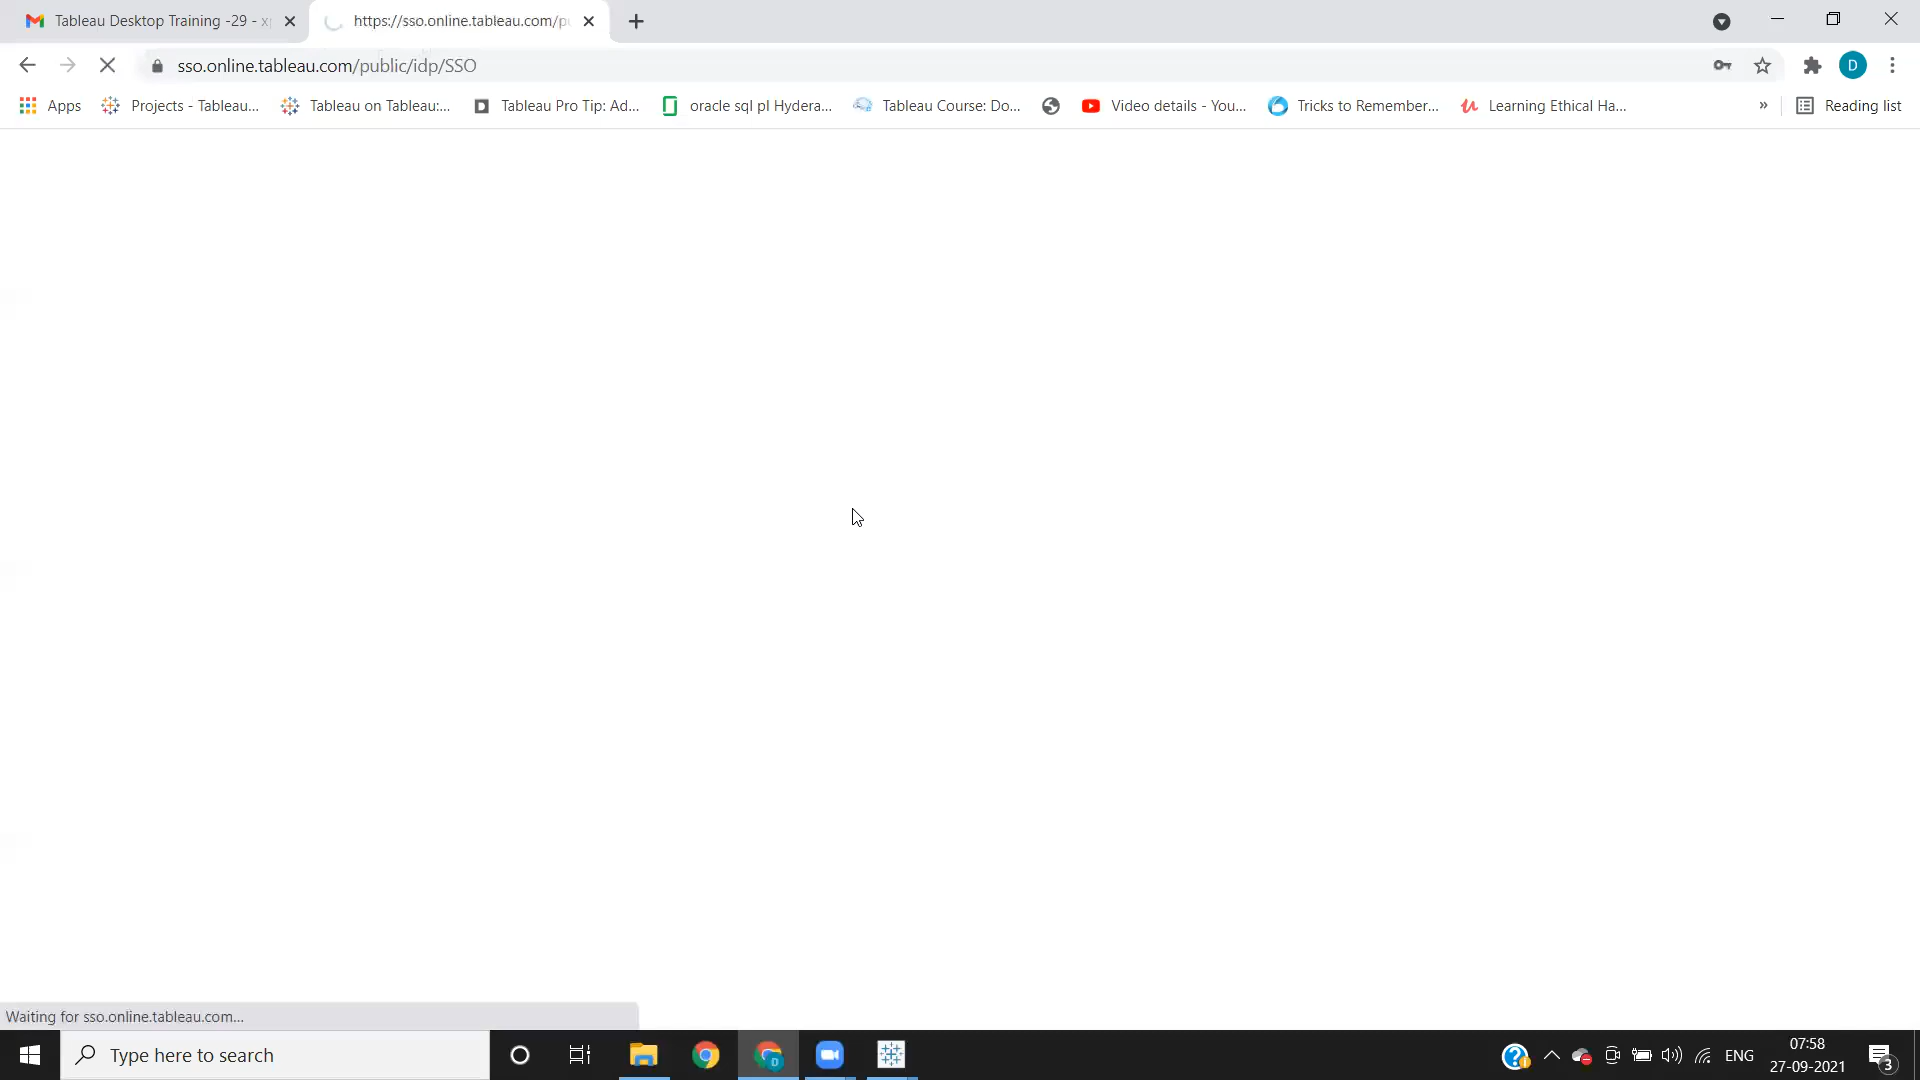 Tableau Desktop Training -29 - x
https://sso.online.tableau.com/p
sso.online.tableau.com/public/idp/SSO
D
Apps
Projects - Tableau...
Tableau on Tableau:...
Tableau Pro Tip: Ad...
oracle sql pl Hydera...
Tableau Course: Do...
Video details - You...
Tricks to Remember...
Learning Ethical Ha...
»
Reading list
Waiting for sso.online.tableau.com...
Type here to search
D
ENG
07:58
27-09-2021
3